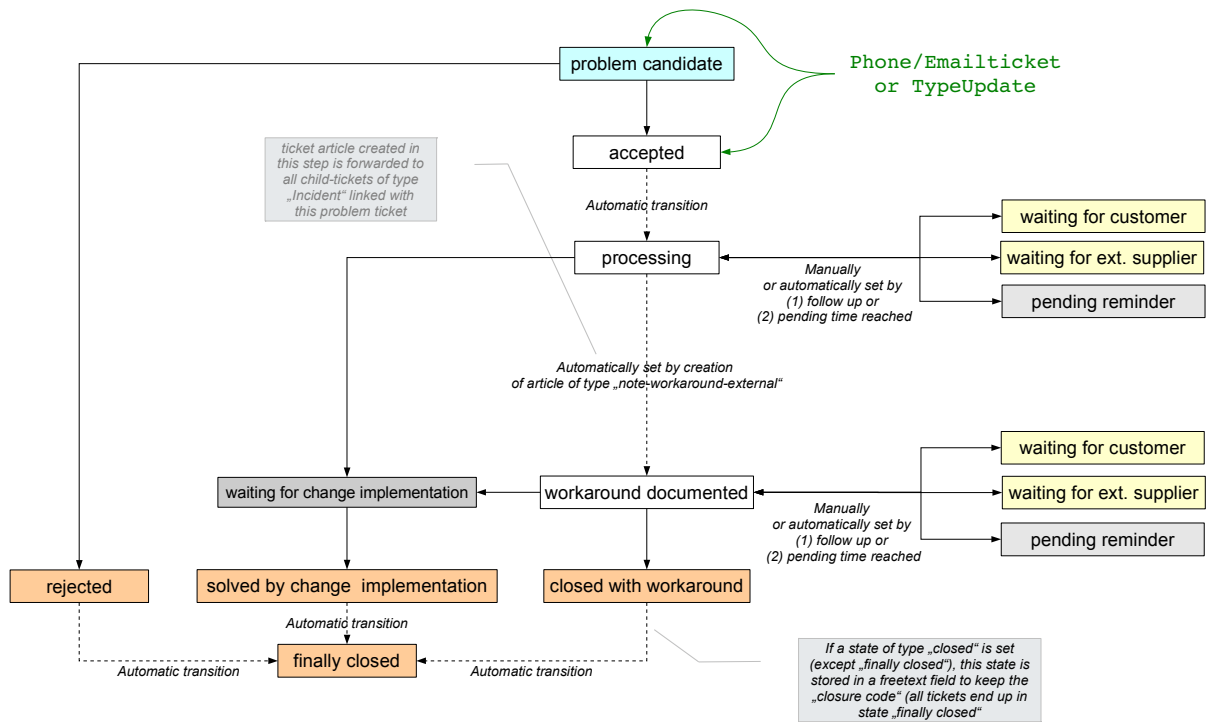 problem candidate
Phone/Emailticket
or TypeUpdate
ticket article created in
this step is forwarded to
all child-tickets of type
„Incident“ linked with
this problem ticket
accepted
Automatic transition
waiting for customer
processing
waiting for ext. supplier
Manually
or automatically set by
(1) follow up or
(2) pending time reached
pending reminder
Automatically set by creation
of article of type „note-workaround-external“
waiting for customer
waiting for change implementation
workaround documented
waiting for ext. supplier
Manually
or automatically set by
(1) follow up or
(2) pending time reached
pending reminder
rejected
solved by change implementation
closed with workaround
Automatic transition
finally closed
Automatic transition
Automatic transition
If a state of type „closed“ is set
(except „finally closed“), this state is
stored in a freetext field to keep the
„closure code“ (all tickets end up in
state „finally closed“